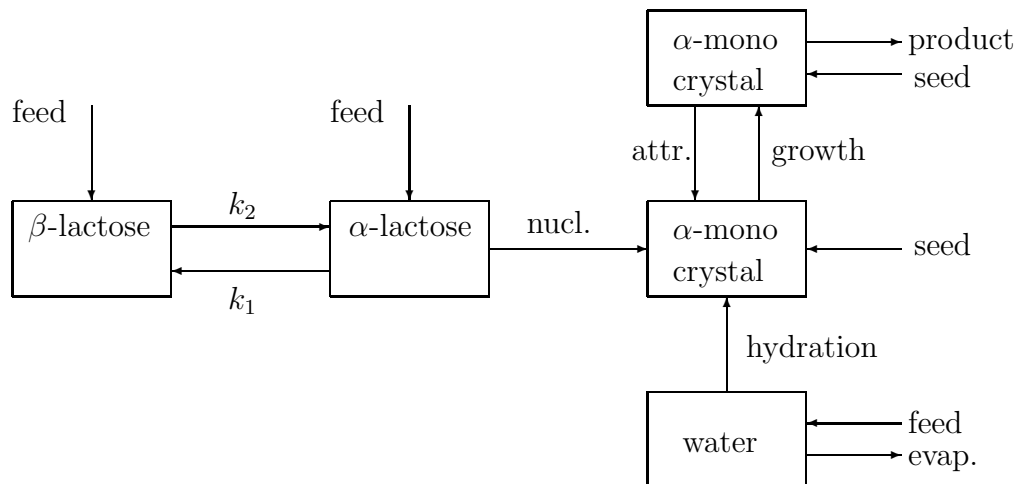 α-mono
crystal
product
seed
feed
feed
attr.
growth
β-lactose
k₂
k₁
α-lactose
nucl.
α-mono
crystal
seed
hydration
water
feed
evap.